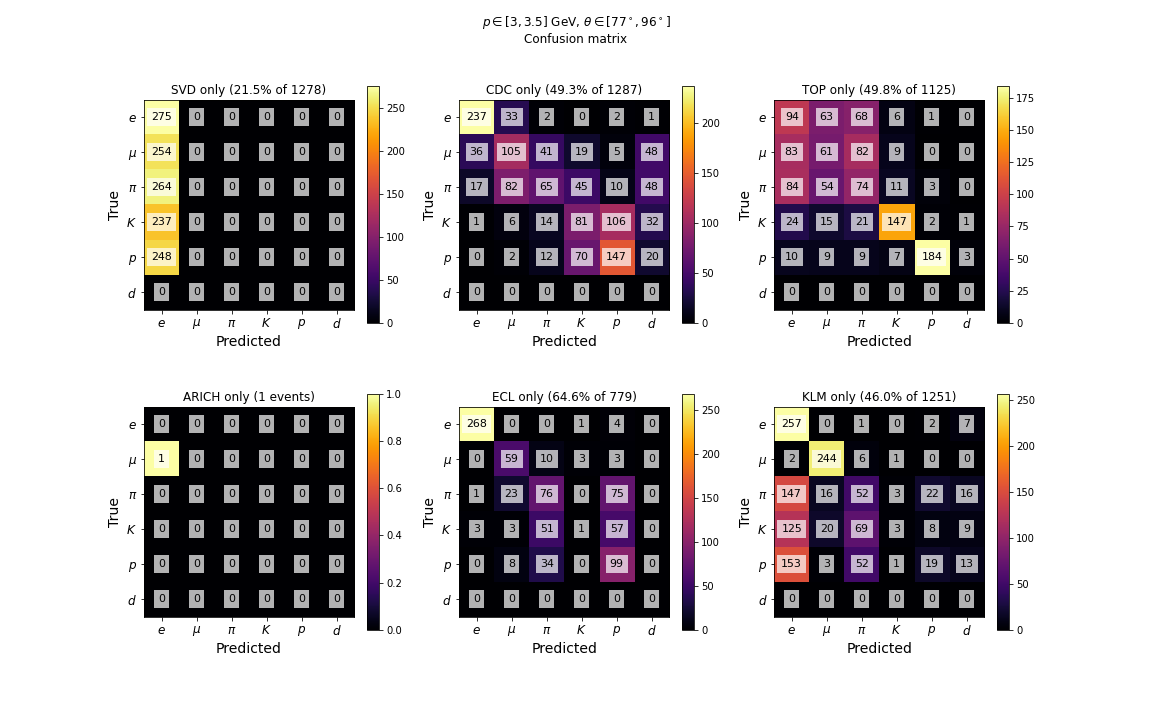 p ∈ [3, 3.5] GeV, θ ∈ [77°, 96°]
Confusion matrix
SVD only (21.5% of 1278)
True
e 275 0 0 0 0 0
μ 254 0 0 0 0 0
π 264 0 0 0 0 0
K 237 0 0 0 0 0
p 248 0 0 0 0 0
d 0 0 0 0 0 0
e μ π K p d
Predicted
250
200
150
100
50
0
CDC only (49.3% of 1287)
True
e 237 33 2 0 2 1
μ 36 105 41 19 5 48
π 17 82 65 45 10 48
K 1 6 14 81 106 32
p 0 2 12 70 147 20
d 0 0 0 0 0 0
e μ π K p d
Predicted
200
150
100
50
0
TOP only (49.8% of 1125)
True
e 94 63 68 6 1 0
μ 83 61 82 9 0 0
π 84 54 74 11 3 0
K 24 15 21 147 2 1
p 10 9 9 7 184 3
d 0 0 0 0 0 0
e μ π K p d
Predicted
175
150
125
100
75
50
25
0
ARICH only (1 events)
True
e 0 0 0 0 0 0
μ 1 0 0 0 0 0
π 0 0 0 0 0 0
K 0 0 0 0 0 0
p 0 0 0 0 0 0
d 0 0 0 0 0 0
e μ π K p d
Predicted
1.0
0.8
0.6
0.4
0.2
0.0
ECL only (64.6% of 779)
True
e 268 0 0 1 4 0
μ 0 59 10 3 3 0
π 1 23 76 0 75 0
K 3 3 51 1 57 0
p 0 8 34 0 99 0
d 0 0 0 0 0 0
e μ π K p d
Predicted
250
200
150
100
50
0
KLM only (46.0% of 1251)
True
e 257 0 1 0 2 7
μ 2 244 6 1 0 0
π 147 16 52 3 22 16
K 125 20 69 3 8 9
p 153 3 52 1 19 13
d 0 0 0 0 0 0
e μ π K p d
Predicted
250
200
150
100
50
0